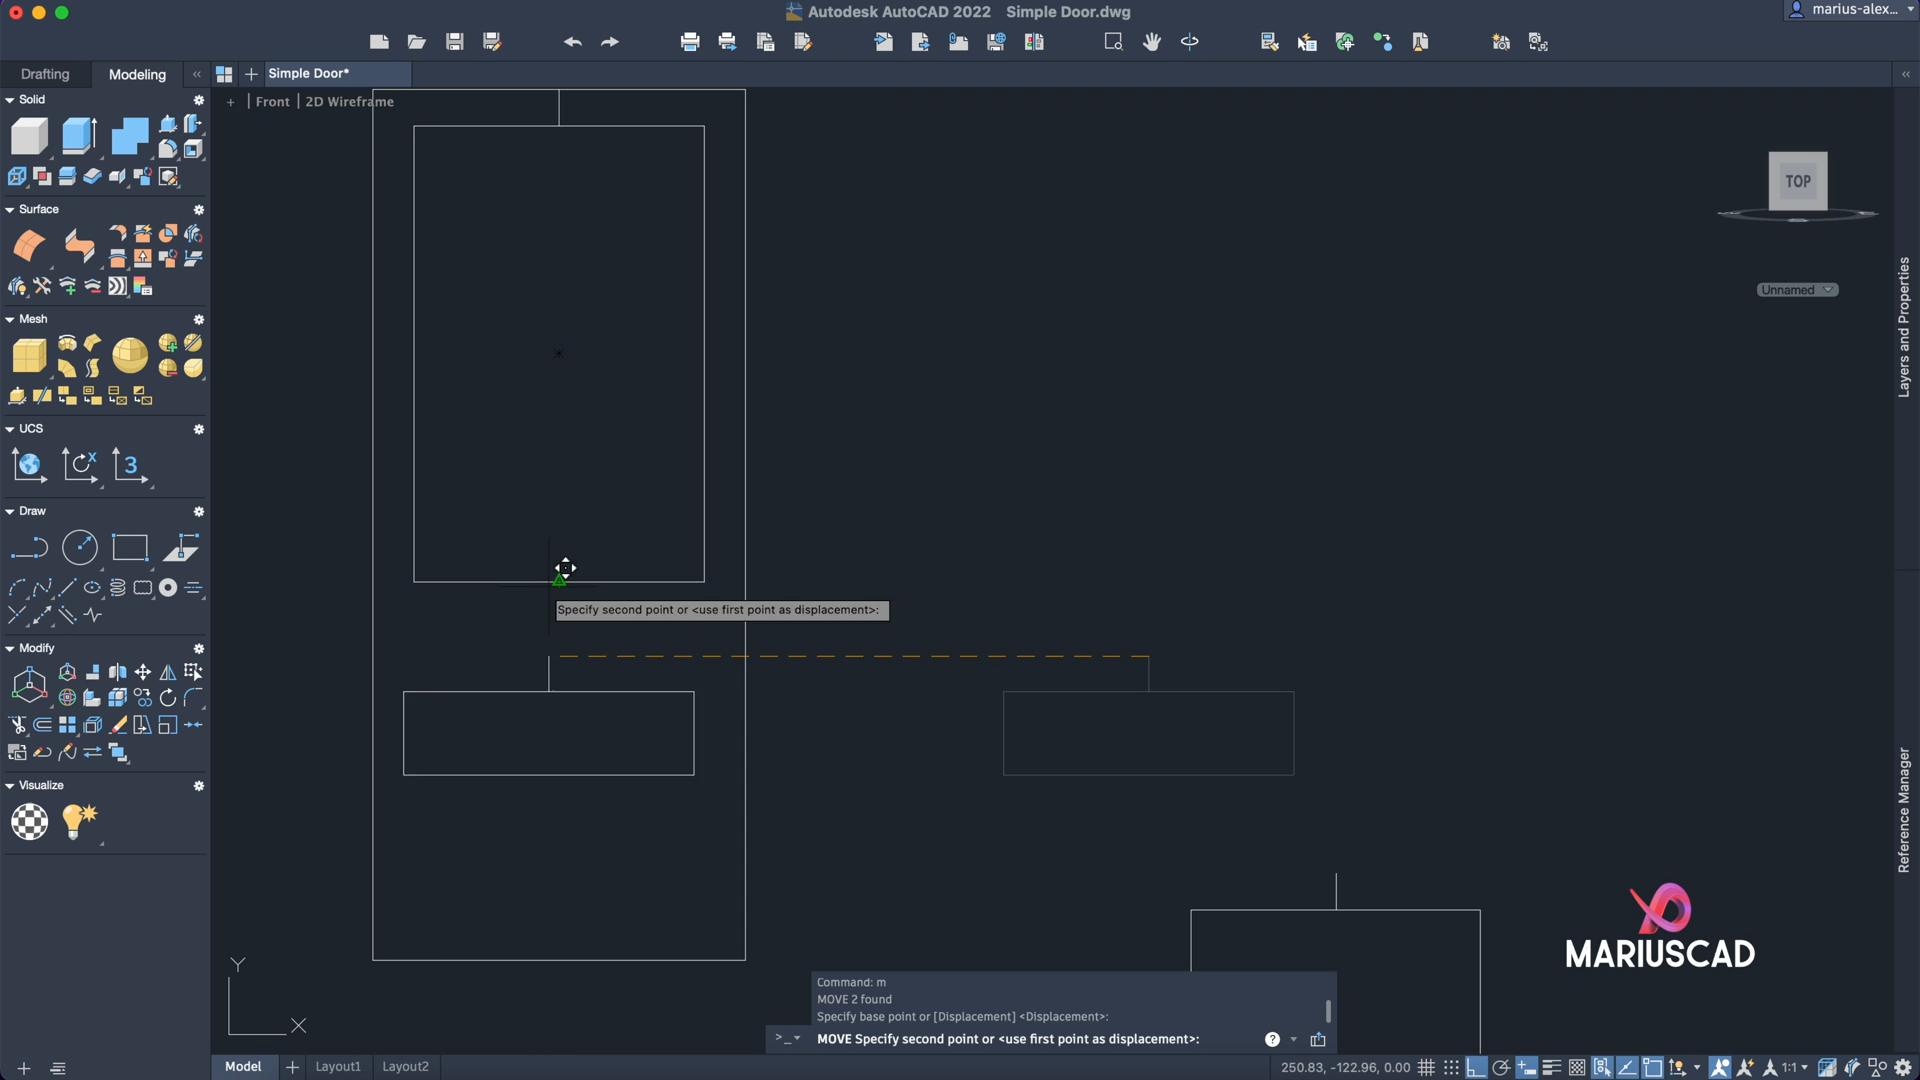 Autodesk AutoCAD 2022 Simple Door.dwg
marius-alex...
Drafting
Modeling
Simple Door*
Solid
Front
2D Wireframe
TOP
Surface
Unnamed
Layers and Properties
Mesh
UCS
X
3
Draw
Specify second point or <use first point as displacement>:
Modify
Reference Manager
Visualize
MARIUSCAD
Y
X
Command: m
MOVE 2 found
Specify base point or [Displacement] <Displacement>:
>_
MOVE Specify second point or <use first point as displacement>:
?
Model
Layout1
Layout2
250.83, -122.96, 0.00
1:1